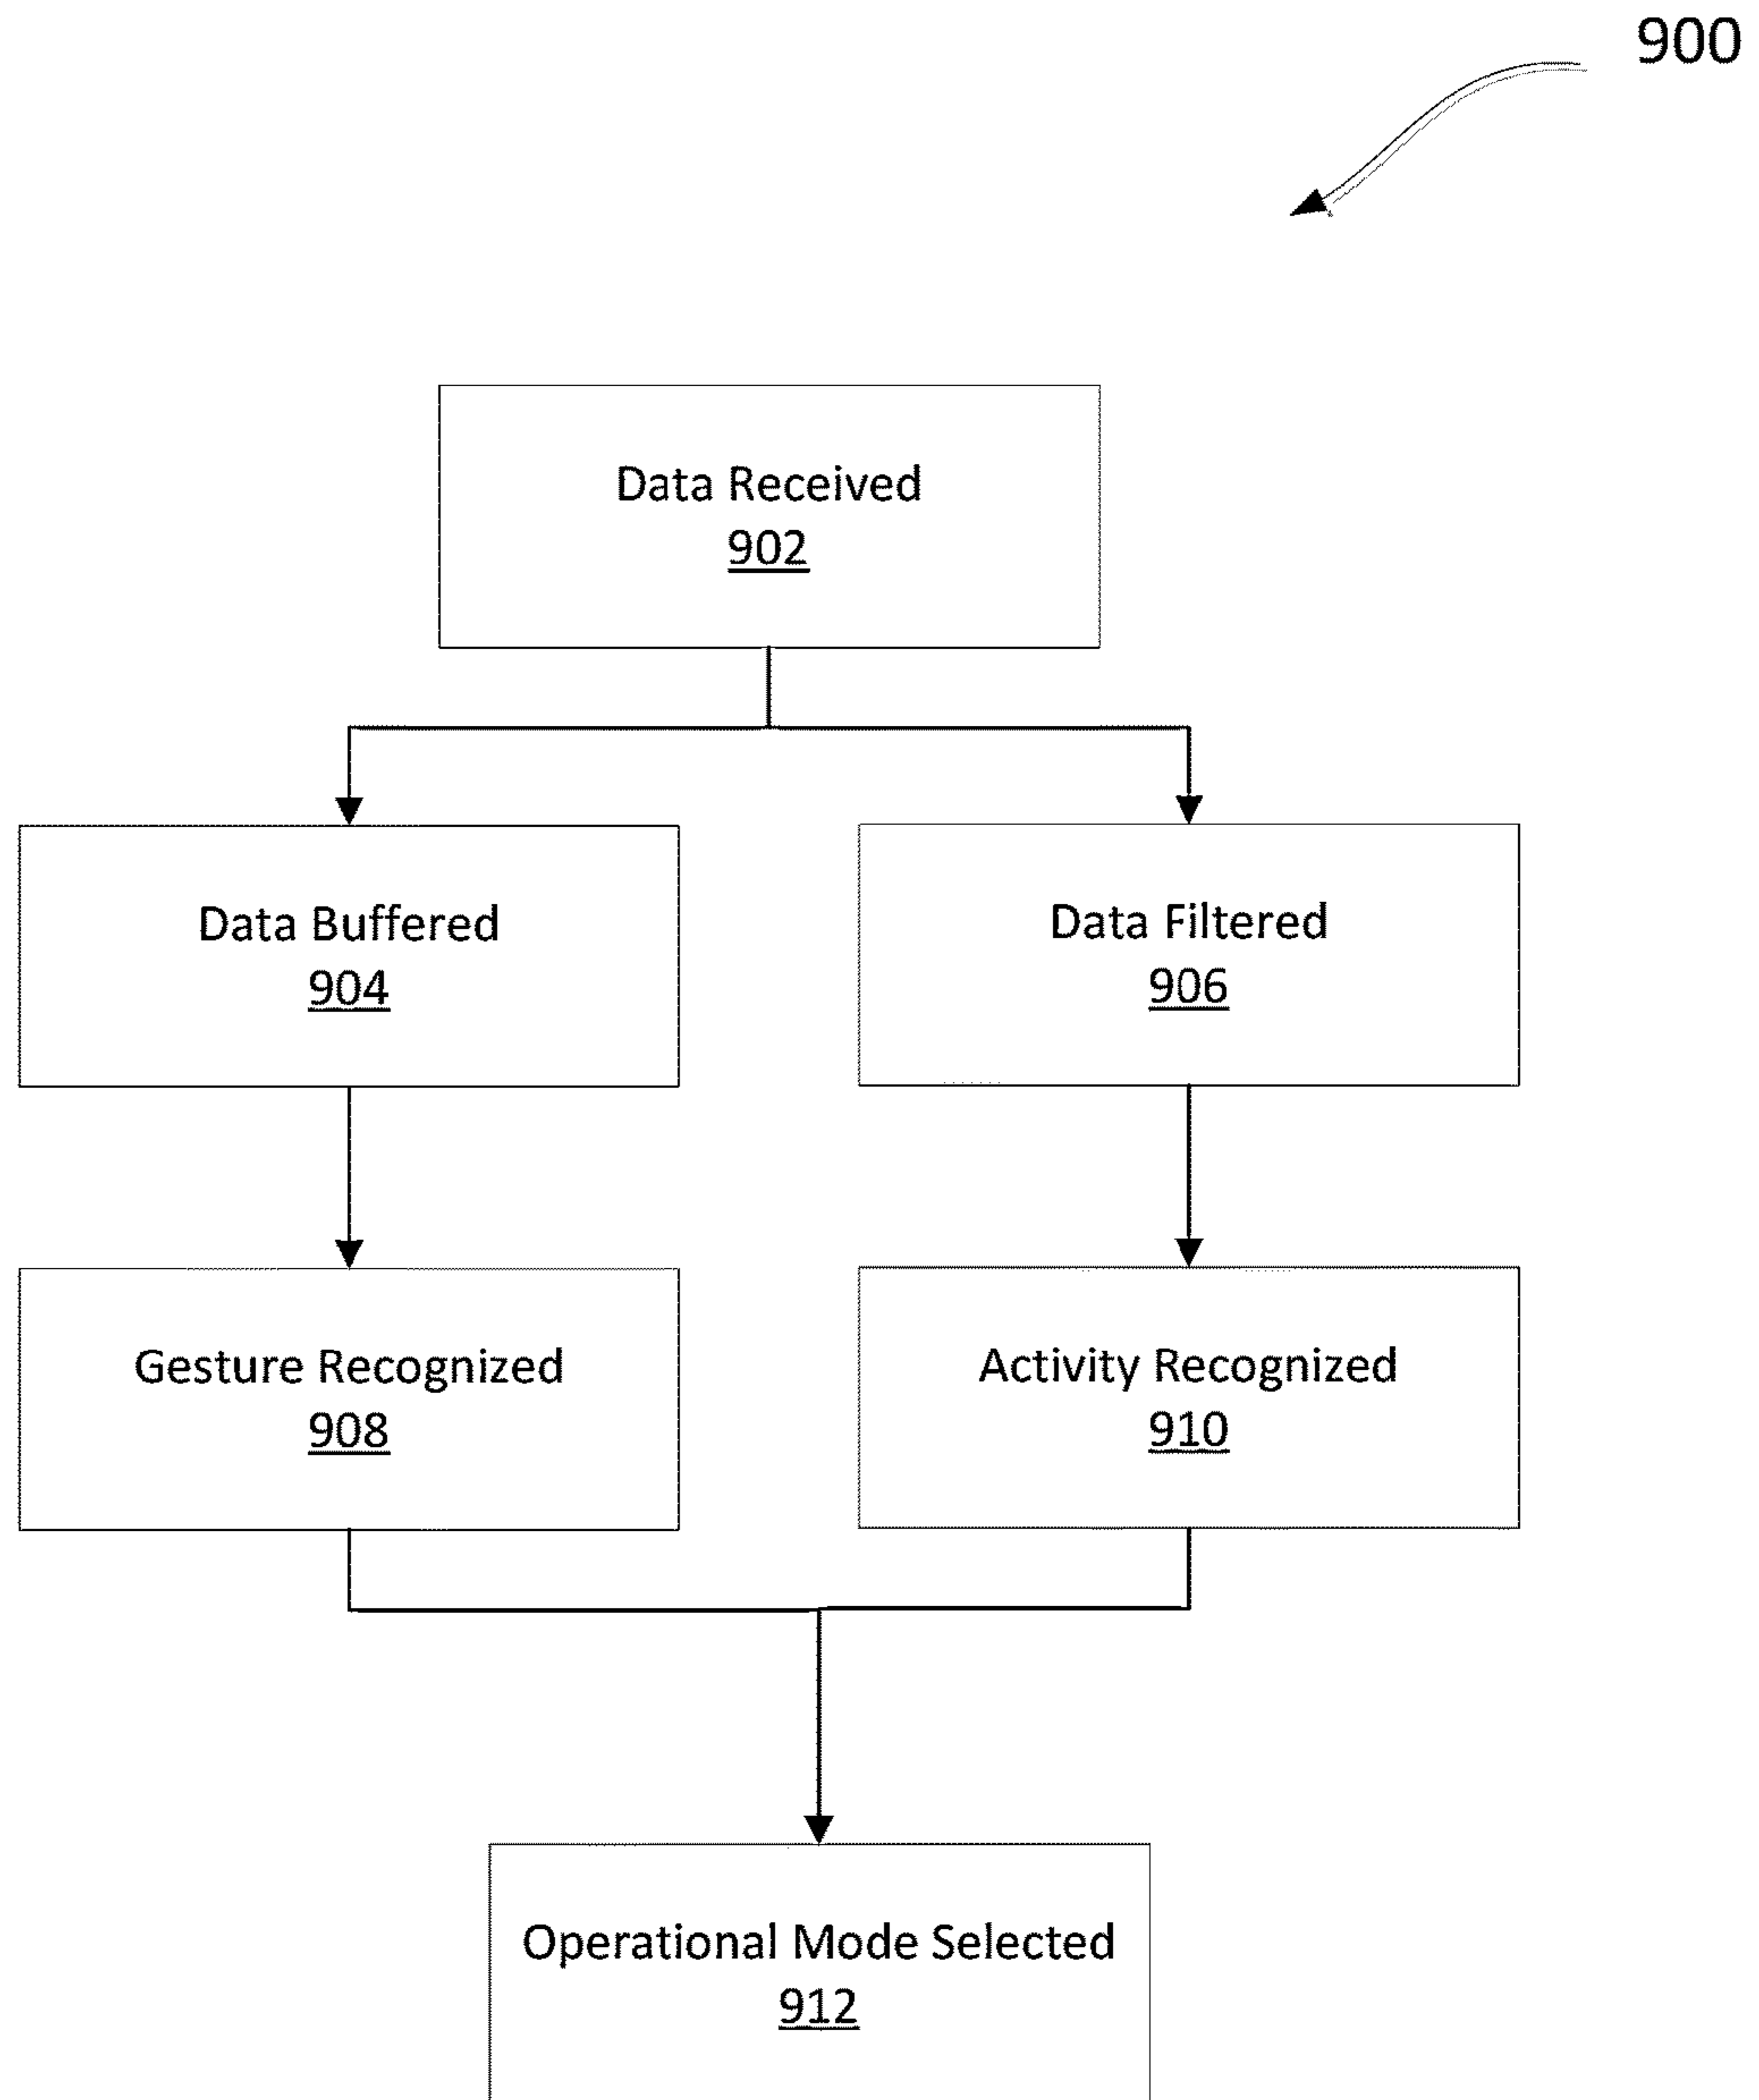 900
Data Received
902
Data Buffered
904
Data Filtered
906
Gesture Recognized
908
Activity Recognized
910
Operational Mode Selected
912